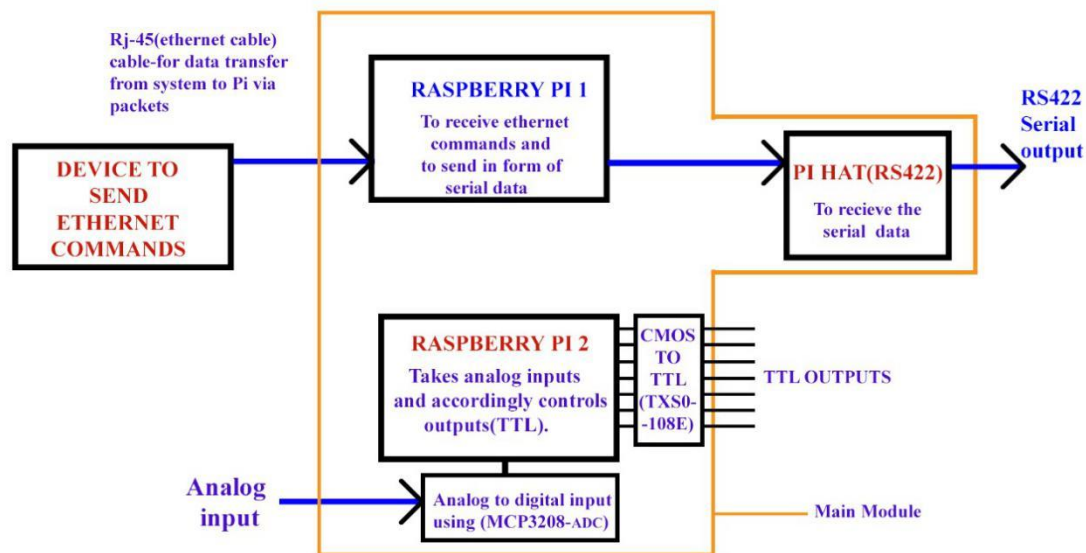 Rj-45(ethernet cable)
cable-for data transfer
from system to Pi via
packets
DEVICE TO
SEND
ETHERNET
COMMANDS
RASPBERRY PI 1
To receive ethernet
commands and
to send in form of
serial data
PI HAT(RS422)
To recieve the
serial data
RS422
Serial
output
RASPBERRY PI 2
Takes analog inputs
and accordingly controls
outputs(TTL).
CMOS
TO
TTL
(TXS0-
-108E)
TTL OUTPUTS
Analog
input
Analog to digital input
using (MCP3208-ADC)
Main Module